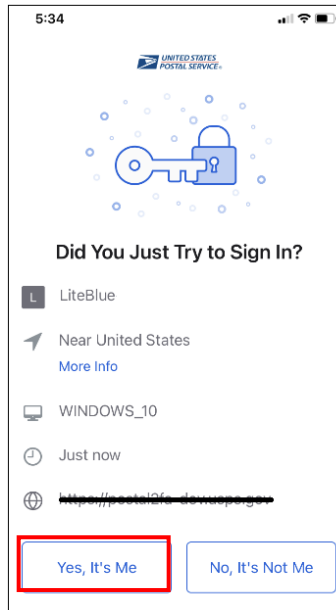 5:34
UNITED STATES
POSTAL SERVICE.
Did You Just Try to Sign In?
L LiteBlue
Near United States
More Info
WINDOWS_10
Just now
Yes, It's Me
No, It's Not Me